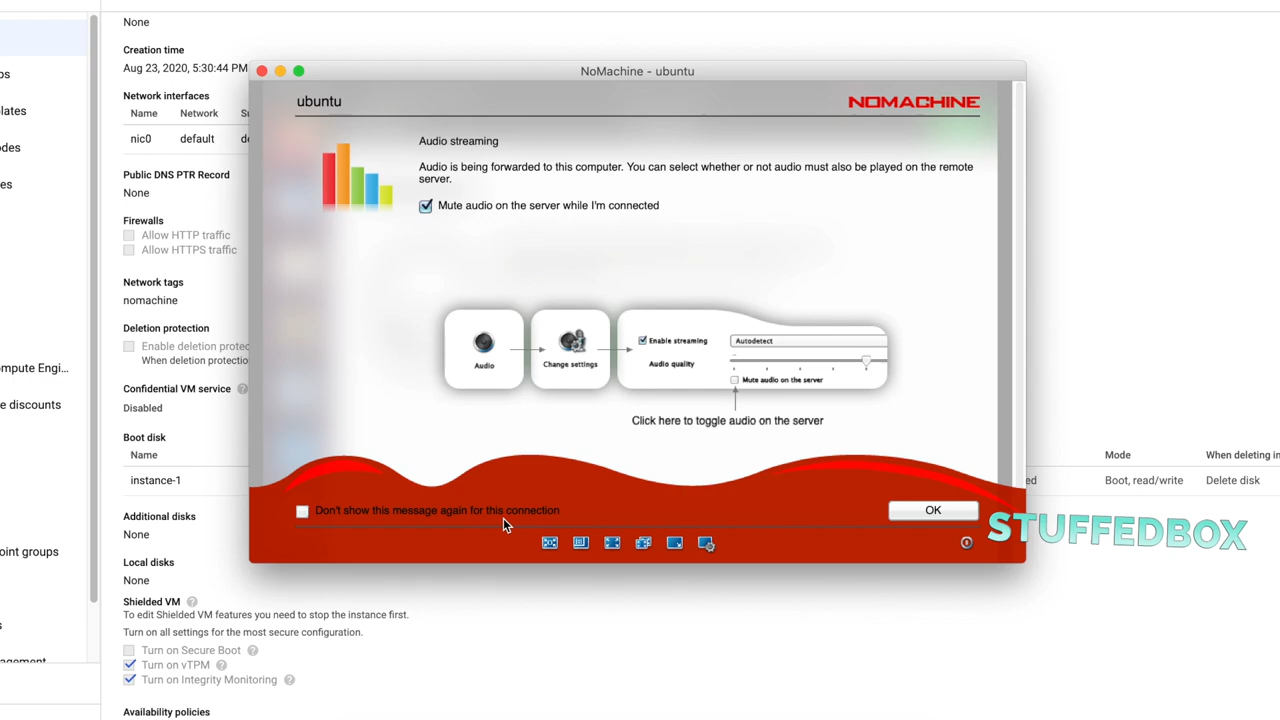 None
Creation time
Aug 23, 2020, 5:30:44 PM
Network interfaces
Name Network
nic0 default
Public DNS PTR Record
None
Firewalls
Allow HTTP traffic
Allow HTTPS traffic
Network tags
nomachine
Deletion protection
Enable deletion
When deletion protectio
Confidential VM service
Disabled
Boot disk
Name
Mode
When deleting
instance-1
Boot, read/write
Delete disk
Additional disks
None
Local disks
None
Shielded VM
To edit Shielded VM features you need to stop the instance first.
Turn on all settings for the most secure configuration.
Turn on Secure Boot
Turn on vTPM
Turn on Integrity Monitoring
Availability policies
ps
lates
odes
es
mpute Engi...
e discounts
oint groups
s
NoMachine - ubuntu
ubuntu
NOMACHINE
Audio streaming
Audio is being forwarded to this computer. You can select whether or not audio must also be played on the remote
server.
Mute audio on the server while I'm connected
Audio
Change settings
Enable streaming
Autodetect
Audio quality
Mute audio on the server
Click here to toggle audio on the server
Don't show this message again for this connection
OK
STUFFEDBOX